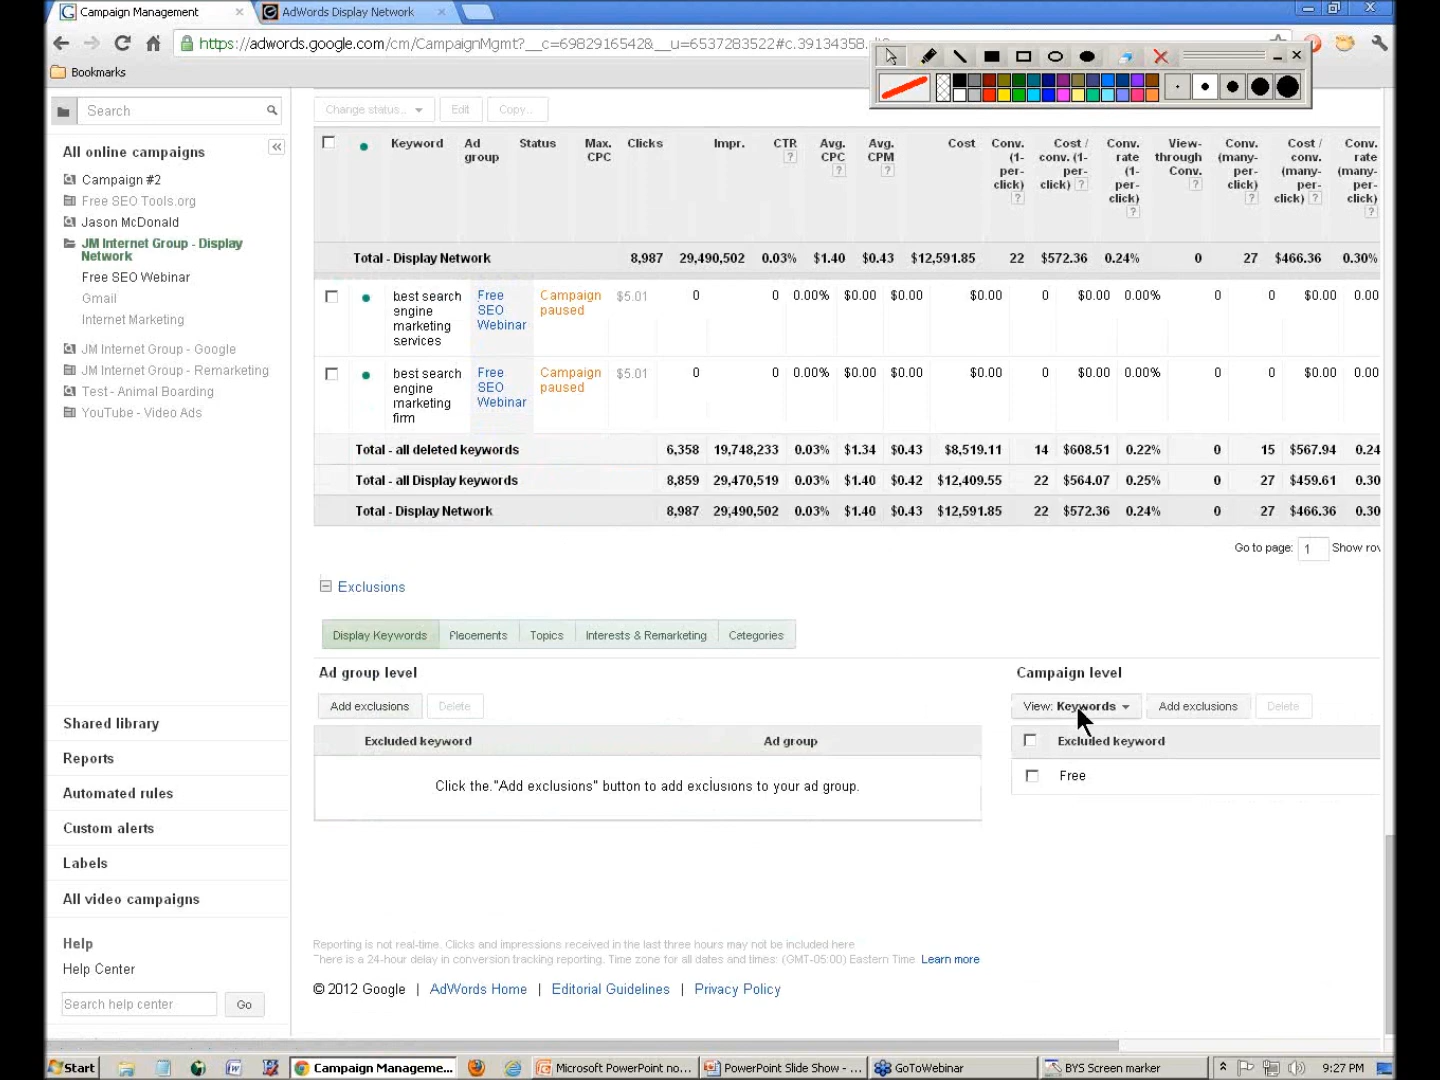 Campaign Management
AdWords Display Network
https://adwords.google.com/cm/CampaignMgmt?__c=6982916542&__u=6537283522#c.39134358.
Bookmarks
Search
Change status...
Edit
Copy...
All online campaigns
Campaign #2
Free SEO Tools.org
Jason McDonald
JM Internet Group - Display
Network
Free SEO Webinar
Gmail
Internet Marketing
JM Internet Group - Google
JM Internet Group - Remarketing
Test - Animal Boarding
YouTube - Video Ads
Shared library
Reports
Automated rules
Custom alerts
Labels
All video campaigns
Help
Help Center
Search help center
Go
Keyword
Ad group
Status
Max. CPC
Clicks
Impr.
CTR ?
Avg. CPC ?
Avg. CPM ?
Cost
Conv. (1-per-click) ?
Cost / conv. (1-per-click) ?
Conv. rate (1-per-click) ?
View-through Conv. ?
Conv. (many-per-click) ?
Cost / conv. (many-per-click) ?
Conv. rate (many-per-click) ?
Total - Display Network 8,987 29,490,502 0.03% $1.40 $0.43 $12,591.85 22 $572.36 0.24% 0 27 $466.36 0.30%
best search engine marketing services Free SEO Webinar Campaign paused $5.01 0 0 0.00% $0.00 $0.00 $0.00 0 $0.00 0.00% 0 0 $0.00 0.00
best search engine marketing firm Free SEO Webinar Campaign paused $5.01 0 0 0.00% $0.00 $0.00 $0.00 0 $0.00 0.00% 0 0 $0.00 0.00
Total - all deleted keywords 6,358 19,748,233 0.03% $1.34 $0.43 $8,519.11 14 $608.51 0.22% 0 15 $567.94 0.24
Total - all Display keywords 8,859 29,470,519 0.03% $1.40 $0.42 $12,409.55 22 $564.07 0.25% 0 27 $459.61 0.30
Total - Display Network 8,987 29,490,502 0.03% $1.40 $0.43 $12,591.85 22 $572.36 0.24% 0 27 $466.36 0.30
Go to page: 1 Show rov
Exclusions
Display Keywords
Placements
Topics
Interests & Remarketing
Categories
Ad group level
Add exclusions
Delete
Excluded keyword
Ad group
Click the "Add exclusions" button to add exclusions to your ad group.
Campaign level
View: Keywords
Add exclusions
Delete
Excluded keyword
Free
Reporting is not real-time. Clicks and impressions received in the last three hours may not be included here
There is a 24-hour delay in conversion tracking reporting. Time zone for all dates and times: (GMT-05:00) Eastern Time Learn more
© 2012 Google | AdWords Home | Editorial Guidelines | Privacy Policy
Start
Campaign Manageme...
Microsoft PowerPoint no...
PowerPoint Slide Show - ...
GoToWebinar
BYS Screen marker
9:27 PM